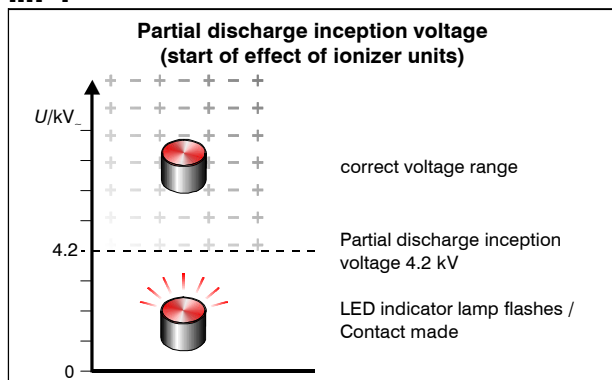 Partial discharge inception voltage
(start of effect of ionizer units)
U/kV
correct voltage range
4.2
Partial discharge inception
voltage 4.2 kV
LED indicator lamp flashes /
Contact made
0